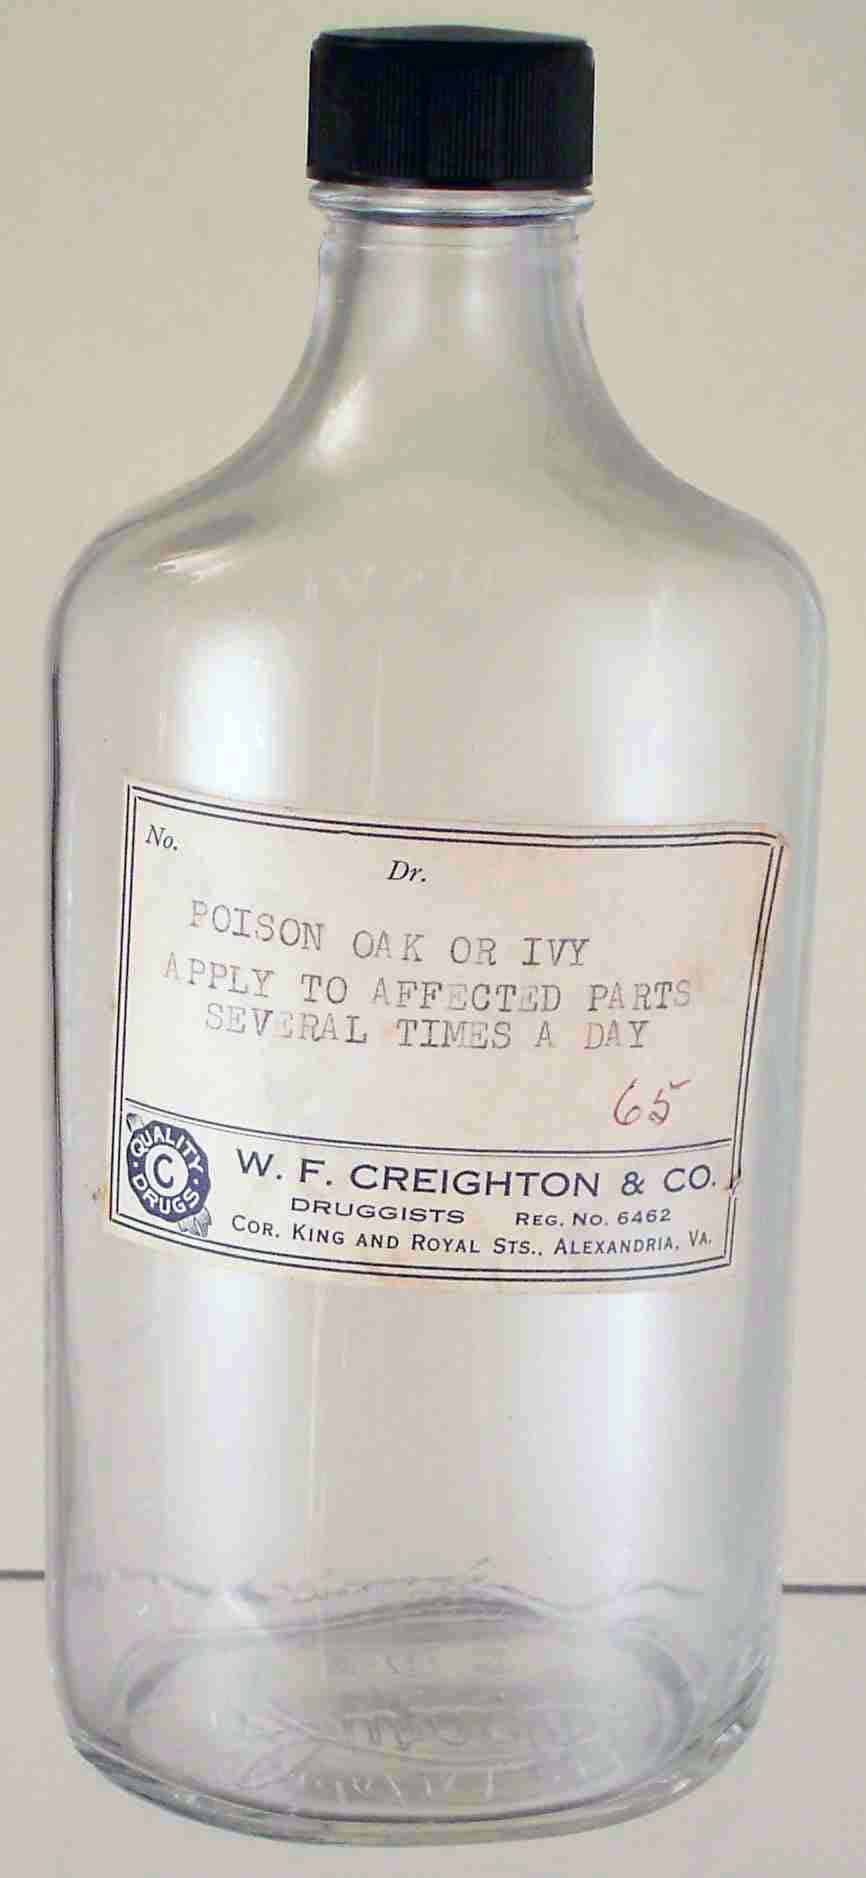 No.
Dr.
POISON OAK OR IVY
APPLY TO AFFECTED PARTS
SEVERAL TIMES A DAY
65
QUALITY
C
DRUGS
W. F. CREIGHTON & CO.
DRUGGISTS REG. NO. 6462
COR. KING AND ROYAL STS., ALEXANDRIA, VA.